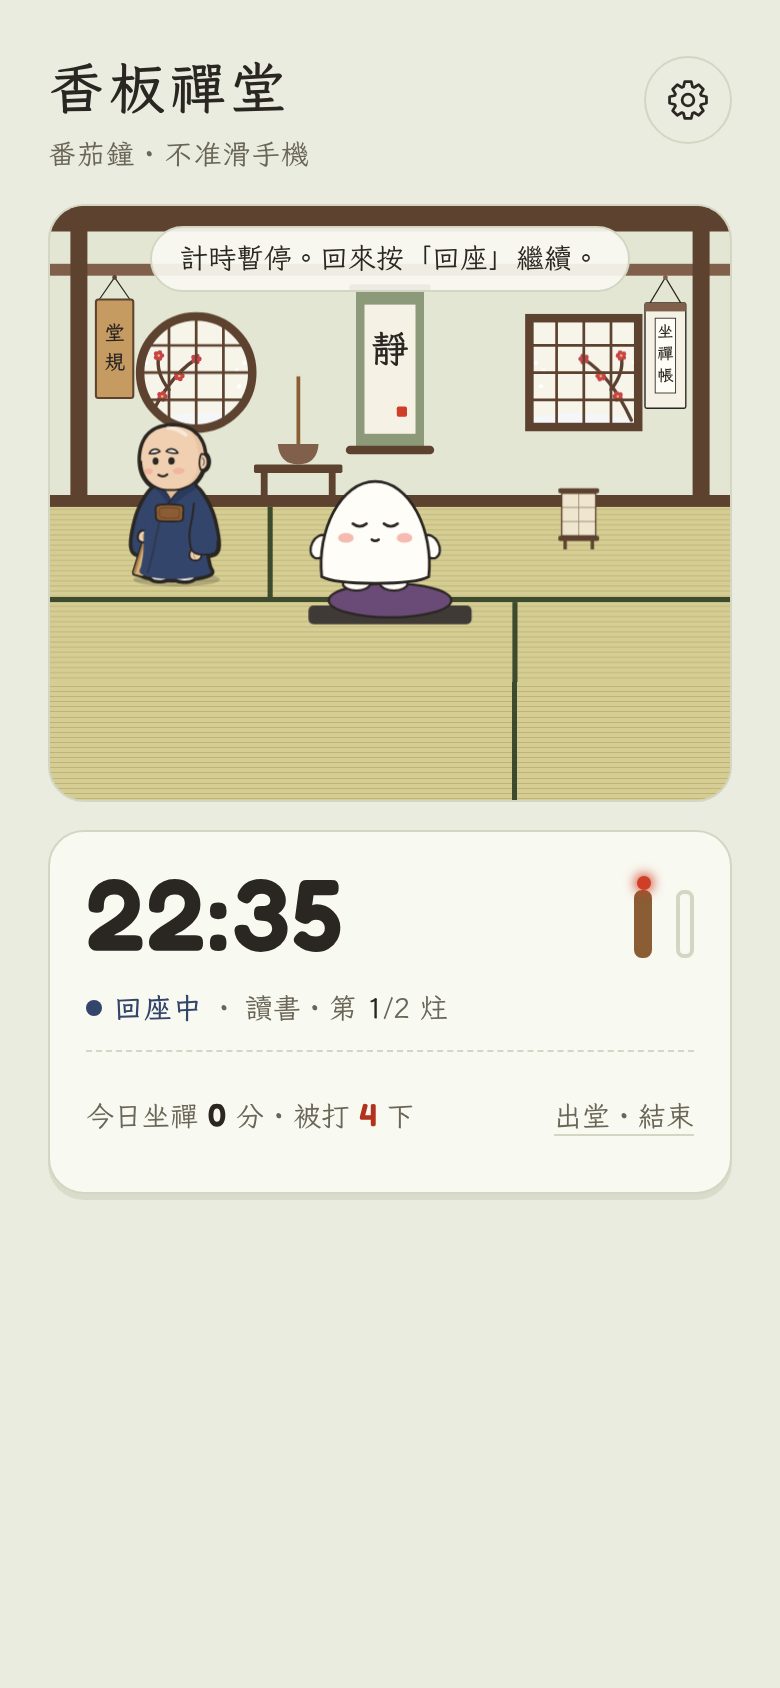 香板禪堂
番茄鐘・不准滑手機
計時暫停。回來按「回座」繼續。
堂規
靜
坐禪帳
22:35
回座中・讀書・第 1/2 炷
今日坐禪 0 分・被打 4 下
出堂・結束